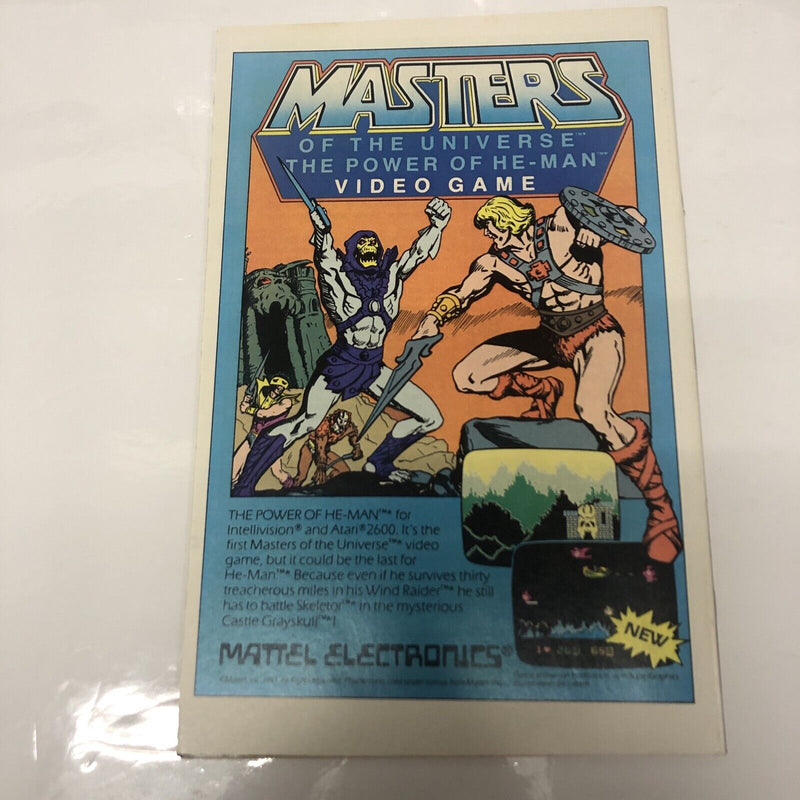 MASTERS
OF THE UNIVERSE™
THE POWER OF HE-MAN™
VIDEO GAME
THE POWER OF HE-MAN™* for
Intellivision® and Atari® 2600. It's the
first Masters of the Universe™* video
game, but it could be the last for
He-Man.™* Because even if he survives thirty
treacherous miles in his Wind Raider™* he still
has to battle Skeletor™* in the mysterious
Castle Grayskull™*!
NEW
MATTEL ELECTRONICS®